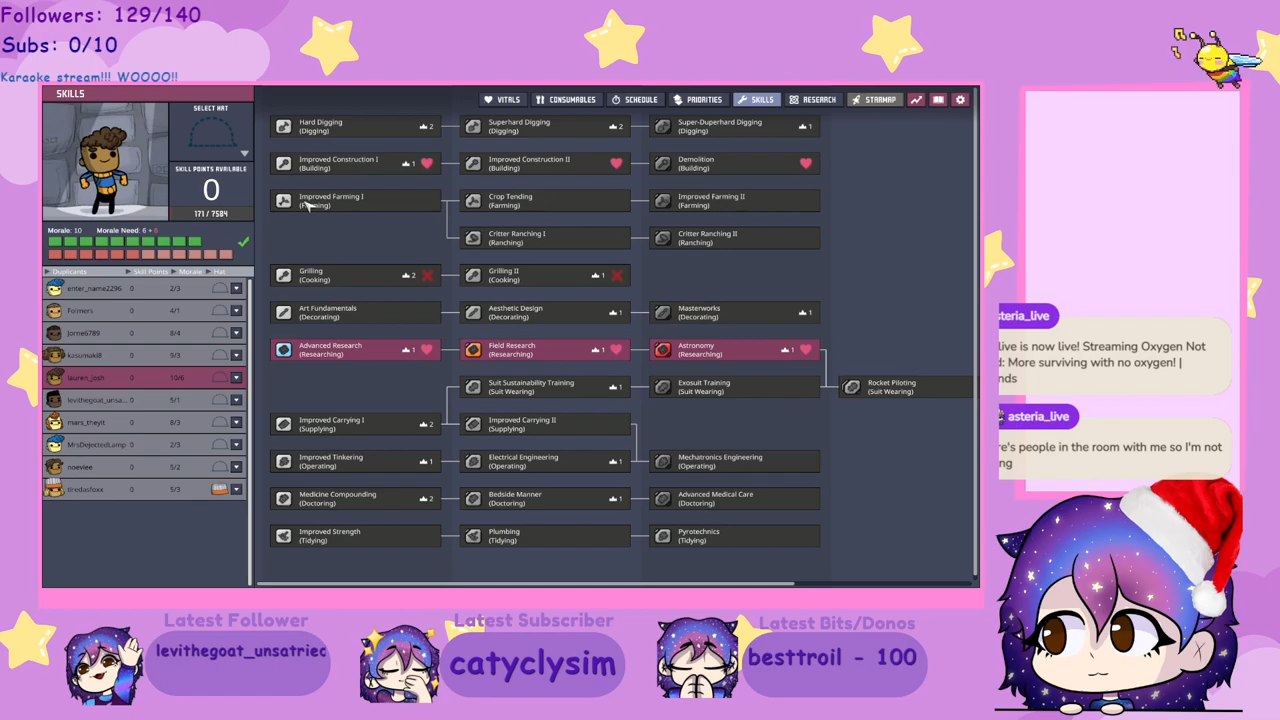 Followers: 129/140
Subs: 0/10
Karaoke stream!!! WOOOO!!
SKILLS
VITALS
CONSUMABLES
SCHEDULE
PRIORITIES
SKILLS
RESEARCH
STARMAP
SELECT HAT
SKILL POINTS AVAILABLE
0
171 / 7584
Morale: 10 Morale Need: 6 + 6
Duplicants Skill Points Morale Hat
enter_name2296 0 2/3
Foimers 0 4/1
Jorne6789 0 8/4
kasumaki8 0 9/3
lauren_josh 0 10/6
levithegoat_unsa... 0 5/1
mars_theyit 0 4/3
MrsDejectedLamp 0 2/3
noevlee 0 5/2
tiredasfoxx 0 5/3
Hard Digging 2
(Digging)
Superhard Digging 2
(Digging)
Super-Duperhard Digging 1
(Digging)
Improved Construction I 1
(Building)
Improved Construction II
(Building)
Demolition
(Building)
Improved Farming I
(Farming)
Crop Tending
(Farming)
Improved Farming II
(Farming)
Critter Ranching I
(Ranching)
Critter Ranching II
(Ranching)
Grilling 2
(Cooking)
Grilling II 1
(Cooking)
Art Fundamentals
(Decorating)
Aesthetic Design 1
(Decorating)
Masterworks 1
(Decorating)
Advanced Research 1
(Researching)
Field Research 1
(Researching)
Astronomy 1
(Researching)
Suit Sustainability Training 1
(Suit Wearing)
Exosuit Training
(Suit Wearing)
Rocket Piloting
(Suit Wearing)
Improved Carrying I 2
(Supplying)
Improved Carrying II
(Supplying)
Improved Tinkering 1
(Operating)
Electrical Engineering 1
(Operating)
Mechatronics Engineering
(Operating)
Medicine Compounding 2
(Doctoring)
Bedside Manner 1
(Doctoring)
Advanced Medical Care
(Doctoring)
Improved Strength
(Tidying)
Plumbing
(Tidying)
Pyrotechnics
(Tidying)
steria_live
live is now live! Streaming Oxygen Not
d: More surviving with no oxygen! |
nds
asteria_live
re's people in the room with me so I'm not
ng
Latest Follower
levithegoat_unsatriec
Latest Subscriber
catyclysim
Latest Bits/Donos
besttroil - 100